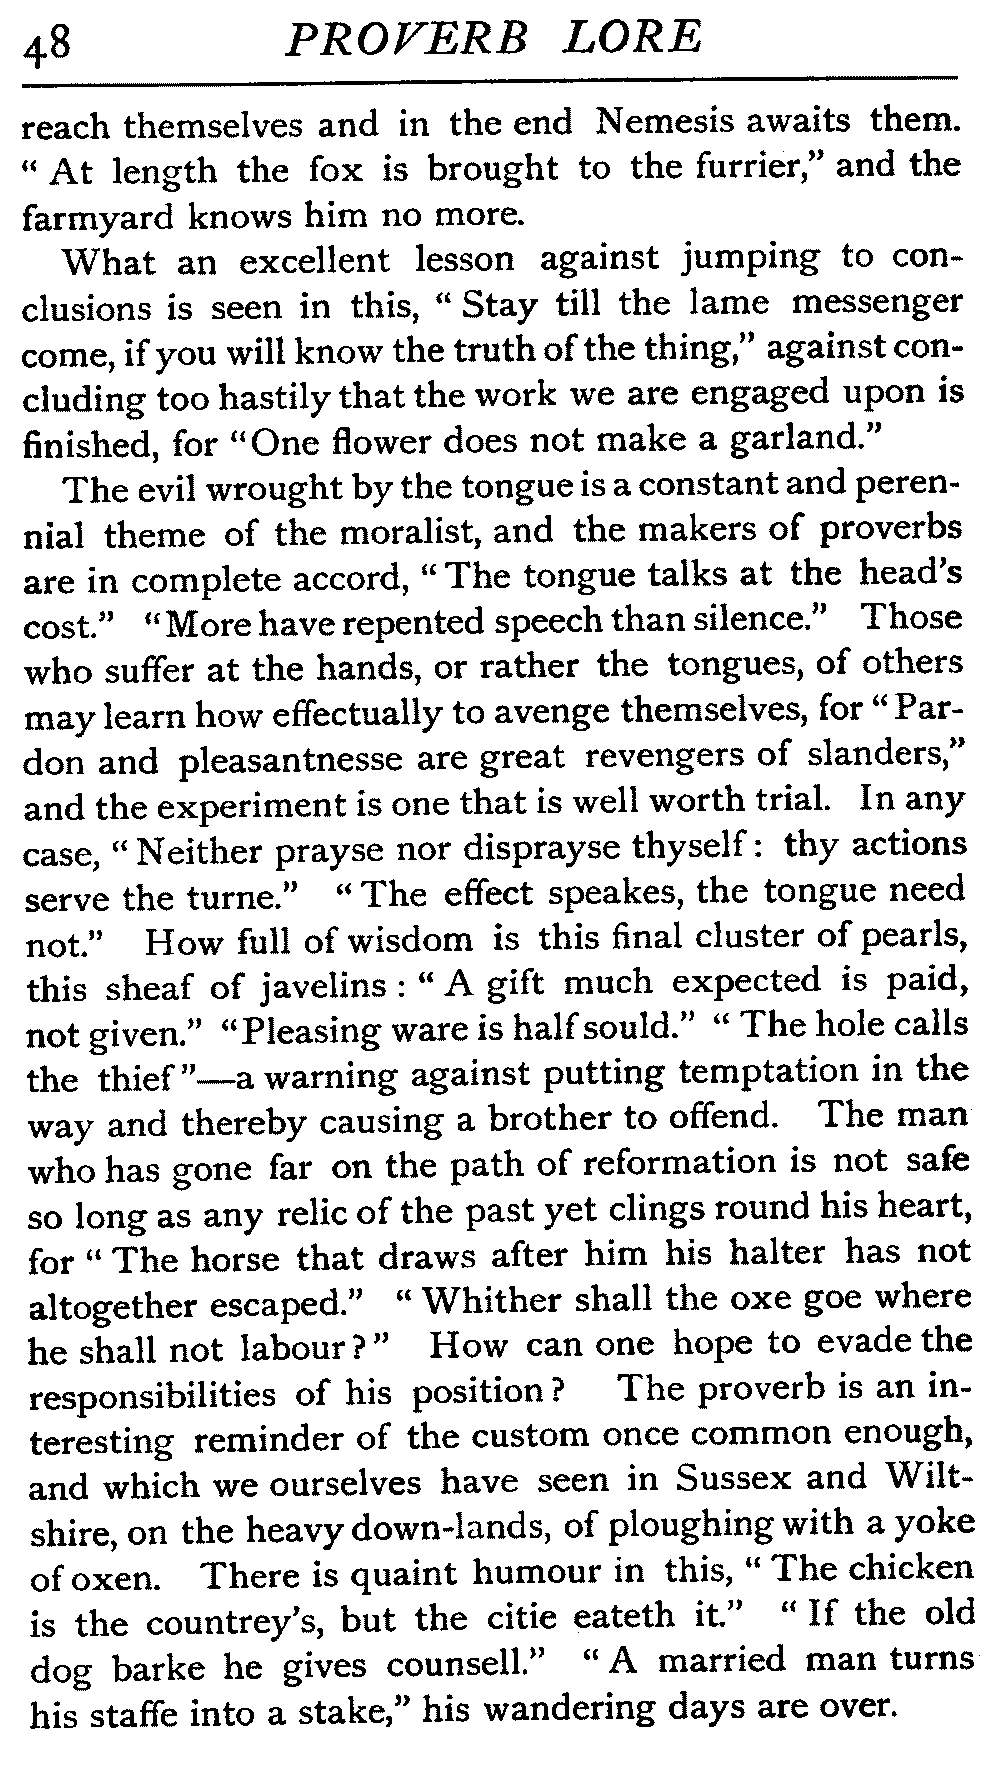 48 PROVERB LORE
reach themselves and in the end Nemesis awaits them.
“ At length the fox is brought to the furrier,” and the
farmyard knows him no more.
What an excellent lesson against jumping to con-
clusions is seen in this, “ Stay till the lame messenger
come, if you will know the truth of the thing,” against con-
cluding too hastily that the work we are engaged upon is
finished, for “One flower does not make a garland.”
The evil wrought by the tongue is a constant and peren-
nial theme of the moralist, and the makers of proverbs
are in complete accord, “ The tongue talks at the head’s
cost.” “More have repented speech than silence.” Those
who suffer at the hands, or rather the tongues, of others
may learn how effectually to avenge themselves, for “ Par-
don and pleasantnesse are great revengers of slanders,”
and the experiment is one that is well worth trial. In any
case, “ Neither prayse nor disprayse thyself : thy actions
serve the turne.” “ The effect speakes, the tongue need
not.” How full of wisdom is this final cluster of pearls,
this sheaf of javelins : “ A gift much expected is paid,
not given.” “Pleasing ware is half sould.” “ The hole calls
the thief”—a warning against putting temptation in the
way and thereby causing a brother to offend. The man
who has gone far on the path of reformation is not safe
so long as any relic of the past yet clings round his heart,
for “ The horse that draws after him his halter has not
altogether escaped.” “ Whither shall the oxe goe where
he shall not labour?” How can one hope to evade the
responsibilities of his position? The proverb is an in-
teresting reminder of the custom once common enough,
and which we ourselves have seen in Sussex and Wilt-
shire, on the heavy down-lands, of ploughing with a yoke
of oxen. There is quaint humour in this, “ The chicken
is the countrey’s, but the citie eateth it.” “ If the old
dog barke he gives counsell.” “ A married man turns
his staffe into a stake,” his wandering days are over.